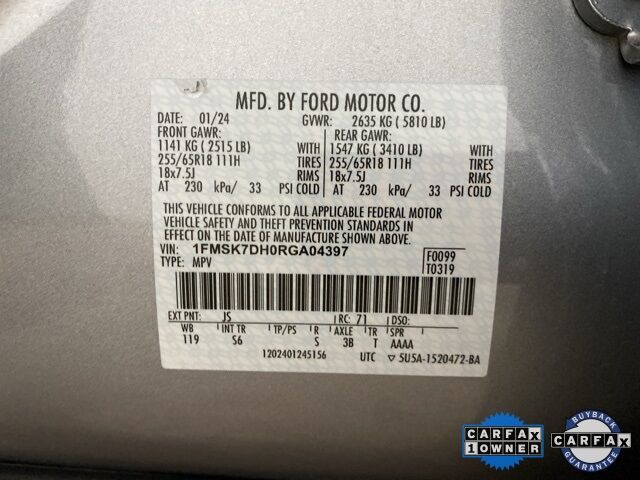 MFD. BY FORD MOTOR CO.
DATE: 01/24 GVWR: 2635 KG ( 5810 LB)
FRONT GAWR: REAR GAWR:
1141 KG ( 2515 LB) WITH 1547 KG ( 3410 LB) WITH
255/65R18 111H TIRES 255/65R18 111H TIRES
18x7.5J RIMS 18x7.5J RIMS
AT 230 kPa/ 33 PSI COLD AT 230 kPa/ 33 PSI COLD
THIS VEHICLE CONFORMS TO ALL APPLICABLE FEDERAL MOTOR
VEHICLE SAFETY AND THEFT PREVENTION STANDARDS IN
EFFECT ON THE DATE OF MANUFACTURE SHOWN ABOVE.
VIN: 1FMSK7DH0RGA04397 F0099
TYPE: MPV T0319
EXT PNT: JS RC: 71 DSO:
WB INT TR TP/PS R AXLE TR SPR
119 S6 S 3B T AAAA
1202401245156 UTC ▽ SU5A-1520472-BA
CARFAX
1 OWNER
BUYBACK
CARFAX
GUARANTEE